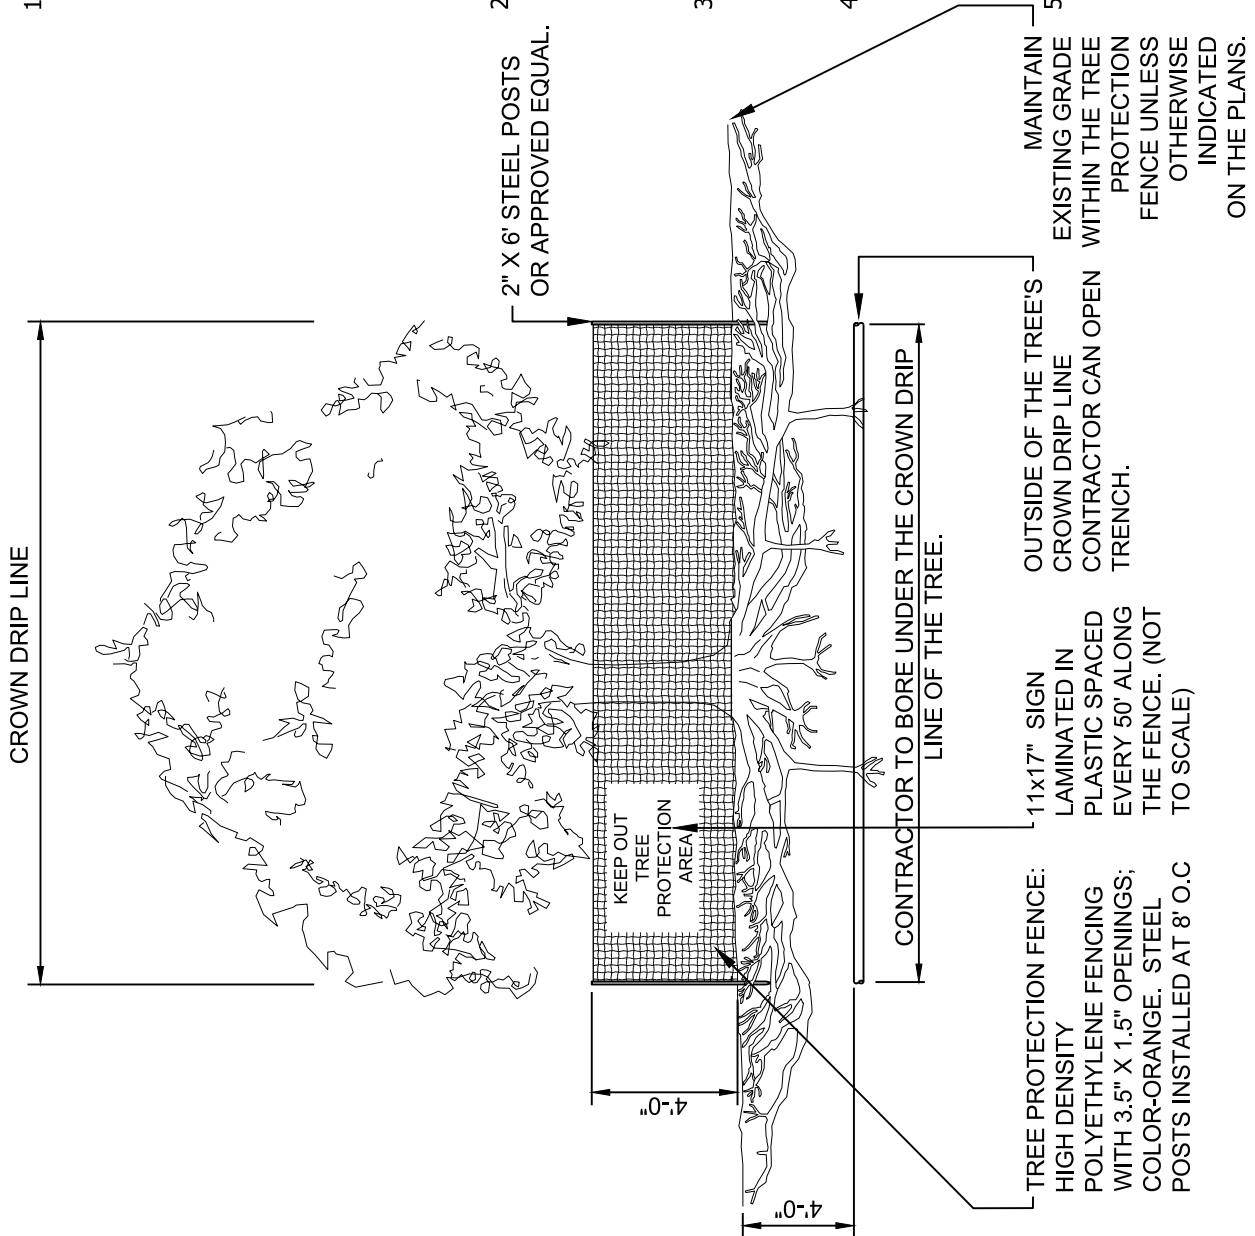 CROWN DRIP LINE
1
2
3
4
5
2" X 6' STEEL POSTS
OR APPROVED EQUAL.
KEEP OUT
TREE
PROTECTION
AREA
4'-0"
4'-0"
CONTRACTOR TO BORE UNDER THE CROWN DRIP
LINE OF THE TREE.
TREE PROTECTION FENCE:
HIGH DENSITY
POLYETHYLENE FENCING
WITH 3.5" X 1.5" OPENINGS;
COLOR-ORANGE. STEEL
POSTS INSTALLED AT 8' O.C
11x17" SIGN
LAMINATED IN
PLASTIC SPACED
EVERY 50' ALONG
THE FENCE. (NOT
TO SCALE)
OUTSIDE OF THE TREE'S
CROWN DRIP LINE
CONTRACTOR CAN OPEN
TRENCH.
MAINTAIN
EXISTING GRADE
WITHIN THE TREE
PROTECTION
FENCE UNLESS
OTHERWISE
INDICATED
ON THE PLANS.